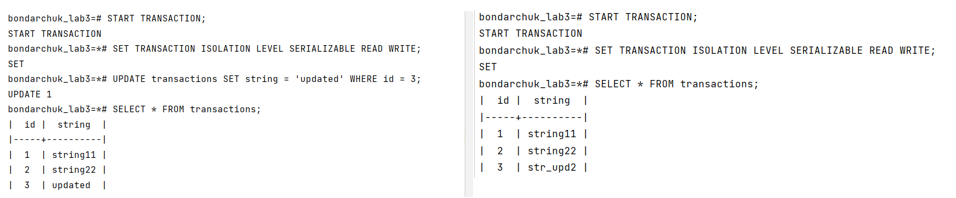 bondarchuk_lab3=# START TRANSACTION;
START TRANSACTION
bondarchuk_lab3=*# SET TRANSACTION ISOLATION LEVEL SERIALIZABLE READ WRITE;
SET
bondarchuk_lab3=*# UPDATE transactions SET string = 'updated' WHERE id = 3;
UPDATE 1
bondarchuk_lab3=*# SELECT * FROM transactions;
|  id |  string  |
|-----+----------|
|  1  | string11 |
|  2  | string22 |
|  3  | updated  |
bondarchuk_lab3=# START TRANSACTION;
START TRANSACTION
bondarchuk_lab3=*# SET TRANSACTION ISOLATION LEVEL SERIALIZABLE READ WRITE;
SET
bondarchuk_lab3=*# SELECT * FROM transactions;
|  id |  string  |
|-----+----------|
|  1  | string11 |
|  2  | string22 |
|  3  | str_upd2 |